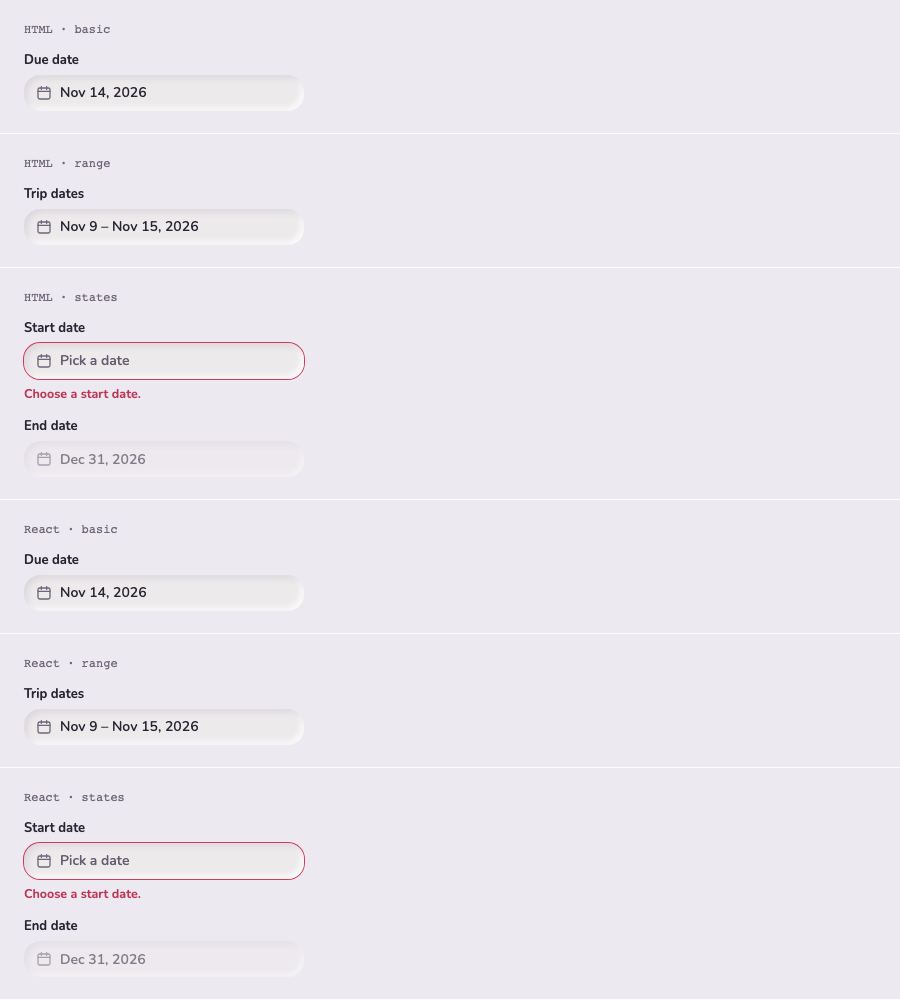 HTML · basic
Due date
Nov 14, 2026
HTML · range
Trip dates
Nov 9 – Nov 15, 2026
HTML · states
Start date
Pick a date
Choose a start date.
End date
Dec 31, 2026
React · basic
Due date
Nov 14, 2026
React · range
Trip dates
Nov 9 – Nov 15, 2026
React · states
Start date
Pick a date
Choose a start date.
End date
Dec 31, 2026